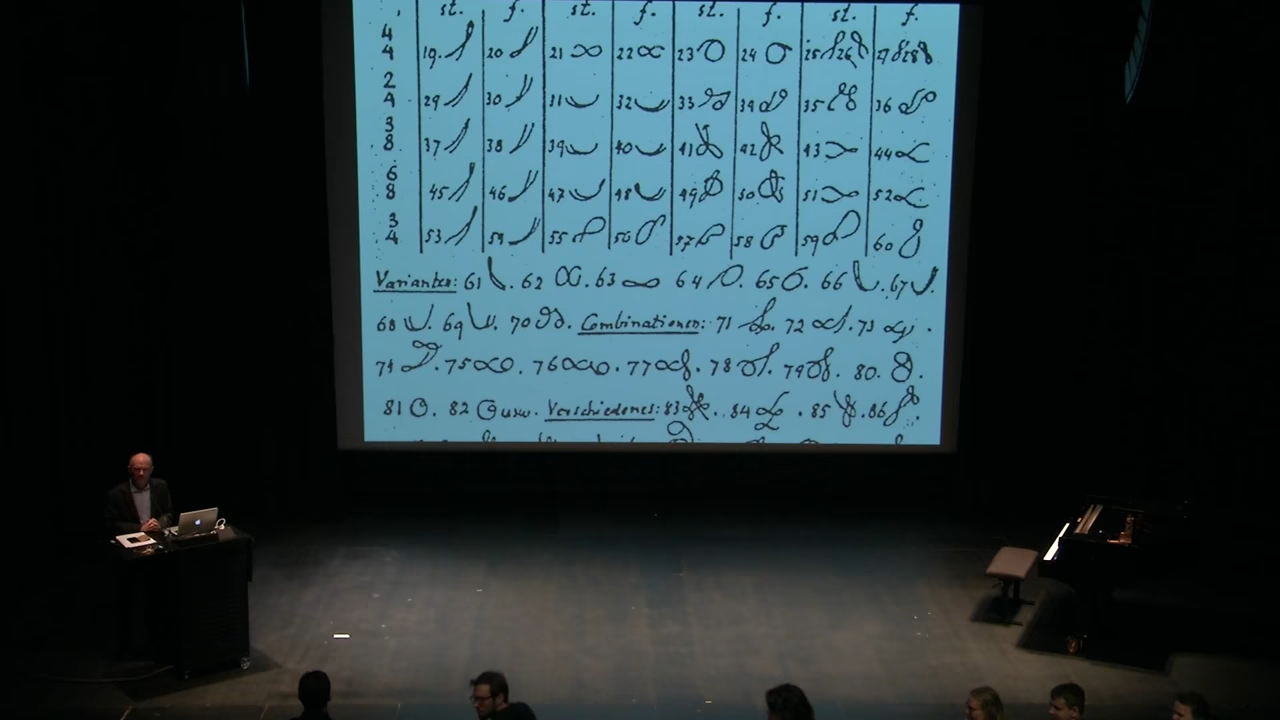 st. f. st. f. st. f. st. f.
4/4 19. 20 21 22 23 24 25 26 27 28
2/4 29 30 31 32 33 34 35 36
3/8 37 38 39 40 41 42 43 44
6/8 45 46 47 48 49 50 51 52
3/4 53 54 55 56 57 58 59 60
Varianten: 61 . 62 . 63 64 . 65 . 66 . 67 .
68 . 69 . 70 . Combinationen: 71 . 72 . 73 .
74 . 75 . 76 . 77 . 78 . 79 . 80. .
81 . 82 usw. Verschiedenes: 83 . 84 . 85 . 86 .